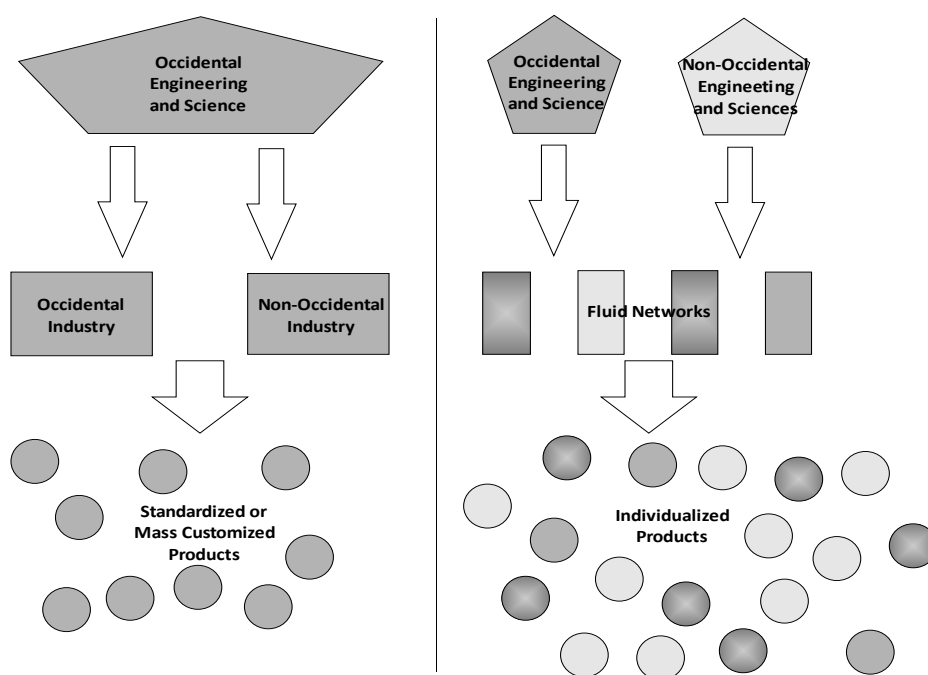 Occidental
Engineering
and Science
Occidental
Industry
Non-Occidental
Industry
Standardized or
Mass Customized
Products
Occidental
Engineering
and Science
Non-Occidental
Engineeting
and Sciences
Fluid Networks
Individualized
Products